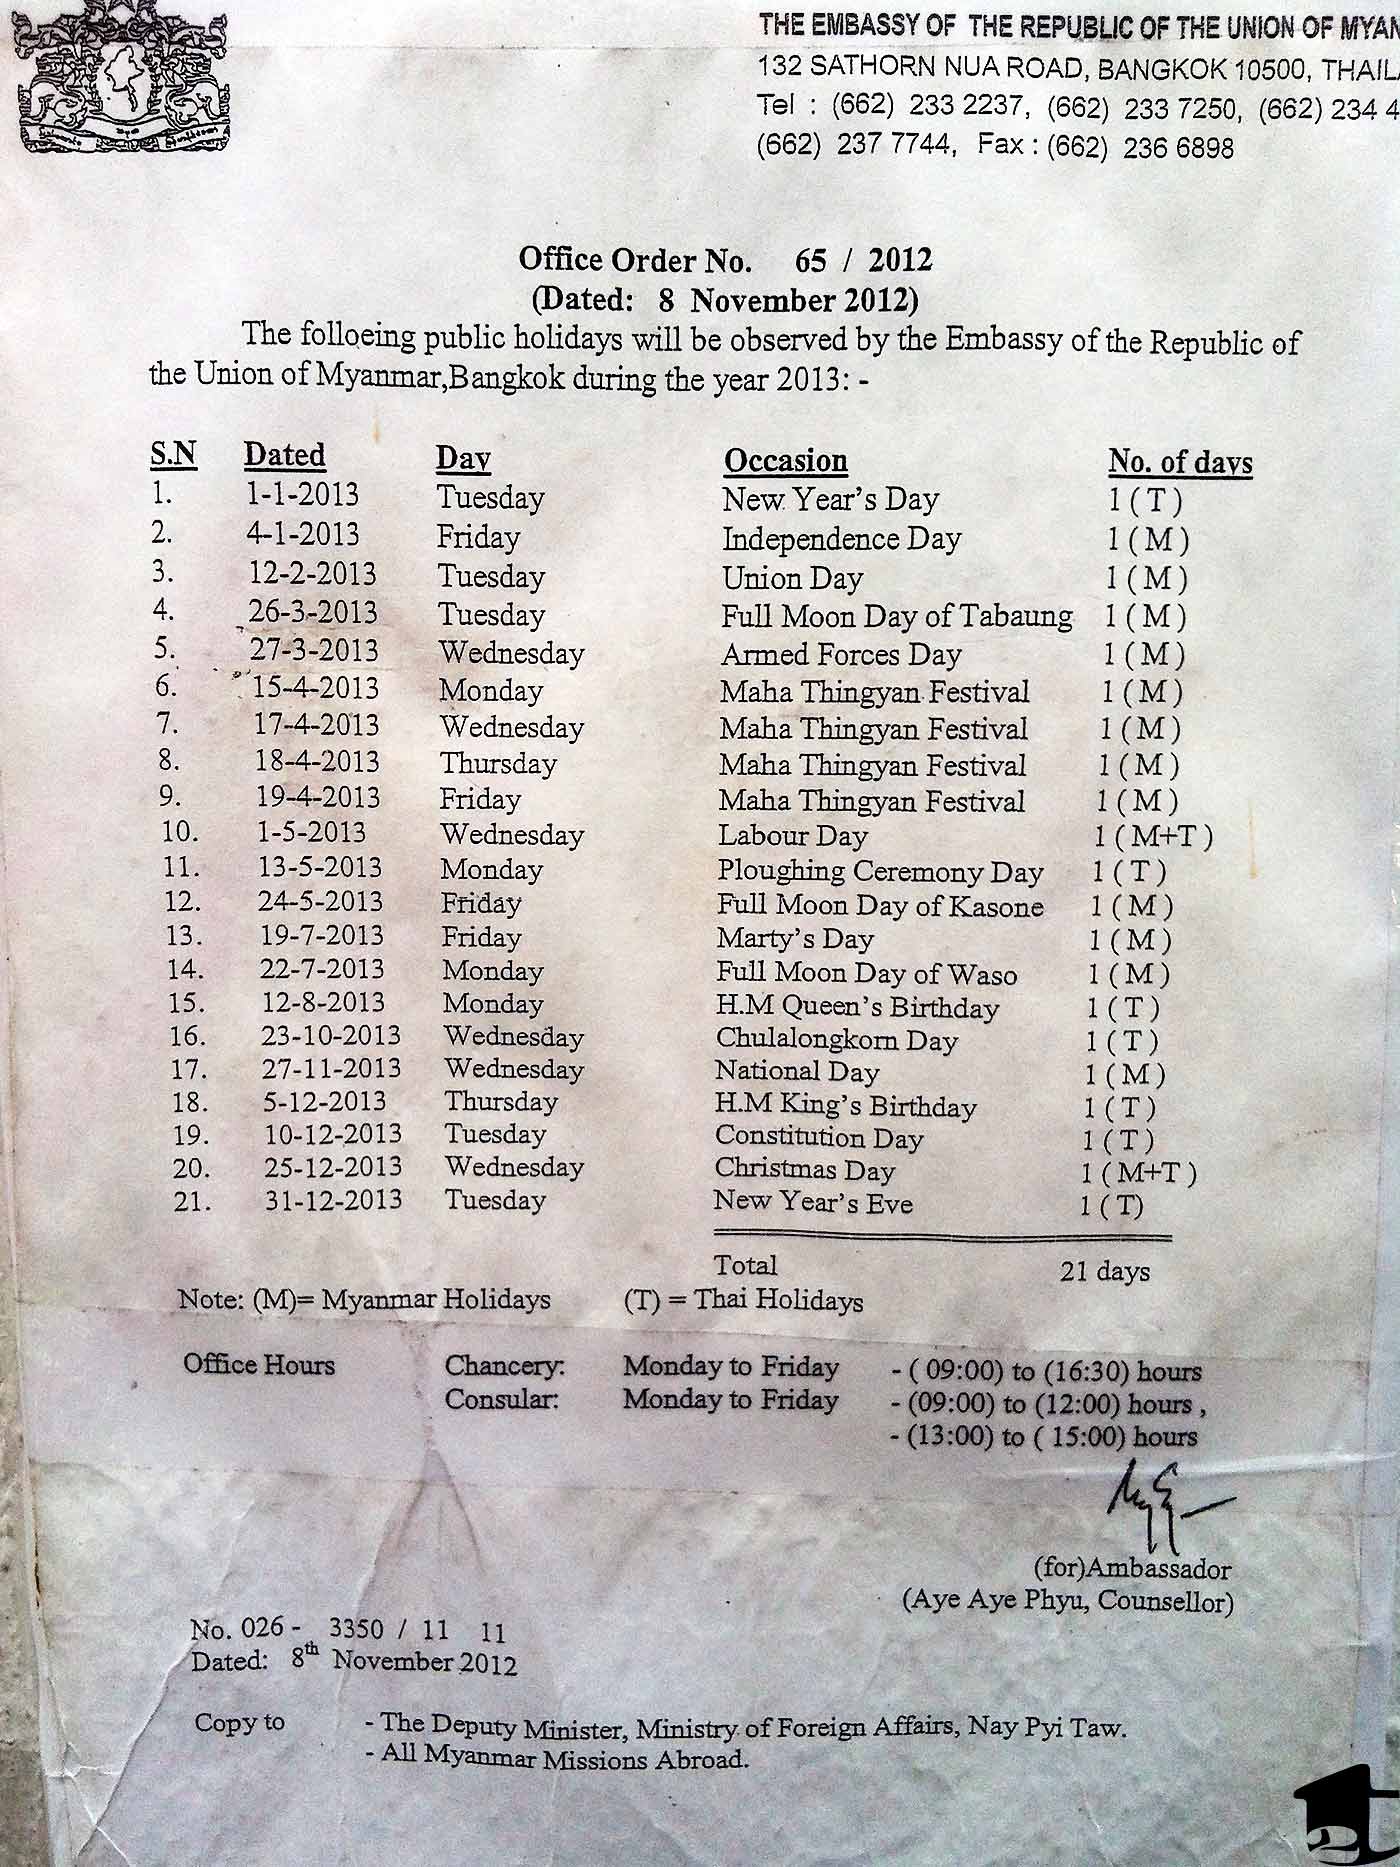 THE EMBASSY OF THE REPUBLIC OF THE UNION OF MYAN
132 SATHORN NUA ROAD, BANGKOK 10500, THAIL
Tel : (662) 233 2237, (662) 233 7250, (662) 234 4
(662) 237 7744, Fax : (662) 236 6898
Office Order No. 65 / 2012
(Dated: 8 November 2012)
The folloeing public holidays will be observed by the Embassy of the Republic of
the Union of Myanmar,Bangkok during the year 2013: -
S.N Dated Day Occasion No. of days
1. 1-1-2013 Tuesday New Year's Day 1 ( T )
2. 4-1-2013 Friday Independence Day 1 ( M )
3. 12-2-2013 Tuesday Union Day 1 ( M )
4. 26-3-2013 Tuesday Full Moon Day of Tabaung 1 ( M )
5. 27-3-2013 Wednesday Armed Forces Day 1 ( M )
6. 15-4-2013 Monday Maha Thingyan Festival 1 ( M )
7. 17-4-2013 Wednesday Maha Thingyan Festival 1 ( M )
8. 18-4-2013 Thursday Maha Thingyan Festival 1 ( M )
9. 19-4-2013 Friday Maha Thingyan Festival 1 ( M )
10. 1-5-2013 Wednesday Labour Day 1 ( M+T )
11. 13-5-2013 Monday Ploughing Ceremony Day 1 ( T )
12. 24-5-2013 Friday Full Moon Day of Kasone 1 ( M )
13. 19-7-2013 Friday Marty's Day 1 ( M )
14. 22-7-2013 Monday Full Moon Day of Waso 1 ( M )
15. 12-8-2013 Monday H.M Queen's Birthday 1 ( T )
16. 23-10-2013 Wednesday Chulalongkorn Day 1 ( T )
17. 27-11-2013 Wednesday National Day 1 ( M )
18. 5-12-2013 Thursday H.M King's Birthday 1 ( T )
19. 10-12-2013 Tuesday Constitution Day 1 ( T )
20. 25-12-2013 Wednesday Christmas Day 1 ( M+T )
21. 31-12-2013 Tuesday New Year's Eve 1 ( T)
Total 21 days
Note: (M)= Myanmar Holidays (T) = Thai Holidays
Office Hours Chancery: Monday to Friday - ( 09:00) to (16:30) hours
Consular: Monday to Friday - (09:00) to (12:00) hours ,
- (13:00) to ( 15:00) hours
(for)Ambassador
(Aye Aye Phyu, Counsellor)
No. 026 - 3350 / 11 11
Dated: 8th November 2012
Copy to - The Deputy Minister, Ministry of Foreign Affairs, Nay Pyi Taw.
- All Myanmar Missions Abroad.